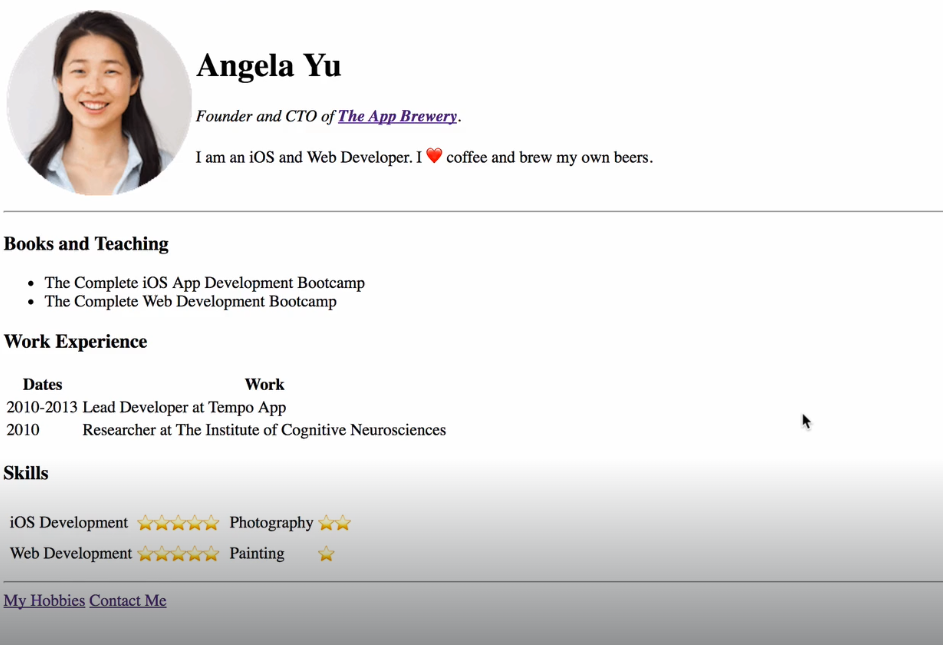 Angela Yu
Founder and CTO of The App Brewery.
I am an iOS and Web Developer. I ❤️ coffee and brew my own beers.
Books and Teaching
• The Complete iOS App Development Bootcamp
• The Complete Web Development Bootcamp
Work Experience
Dates Work
2010-2013 Lead Developer at Tempo App
2010 Researcher at The Institute of Cognitive Neurosciences
Skills
iOS Development ⭐⭐⭐⭐⭐ Photography ⭐⭐
Web Development ⭐⭐⭐⭐⭐ Painting ⭐
My Hobbies Contact Me